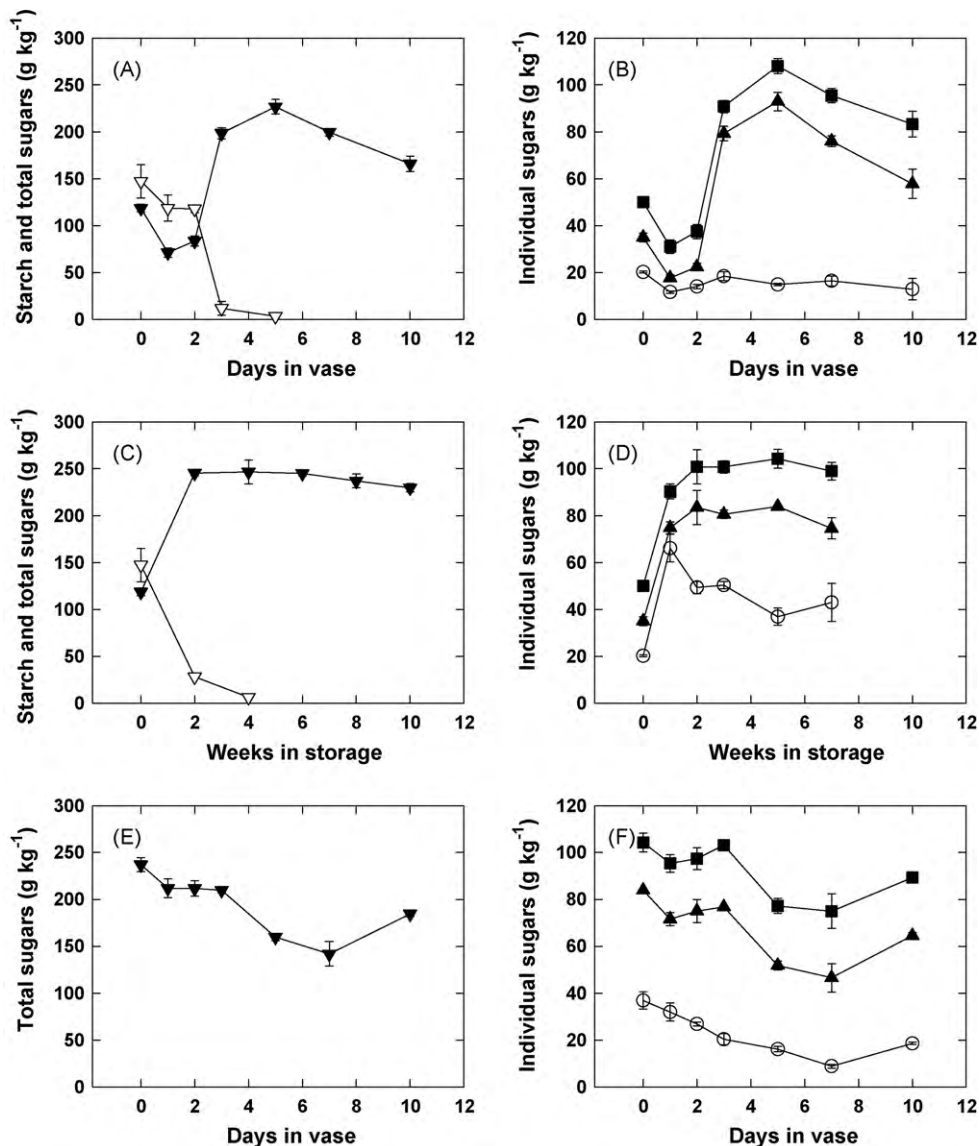 300
250
200
150
100
50
0
Starch and total sugars (g kg⁻¹)
(A)
0 2 4 6 8 10 12
Days in vase
120
100
80
60
40
20
0
Individual sugars (g kg⁻¹)
(B)
0 2 4 6 8 10 12
Days in vase
300
250
200
150
100
50
0
Starch and total sugars (g kg⁻¹)
(C)
0 2 4 6 8 10 12
Weeks in storage
120
100
80
60
40
20
0
Individual sugars (g kg⁻¹)
(D)
0 2 4 6 8 10 12
Weeks in storage
300
250
200
150
100
50
0
Total sugars (g kg⁻¹)
(E)
0 2 4 6 8 10 12
Days in vase
120
100
80
60
40
20
0
Individual sugars (g kg⁻¹)
(F)
0 2 4 6 8 10 12
Days in vase